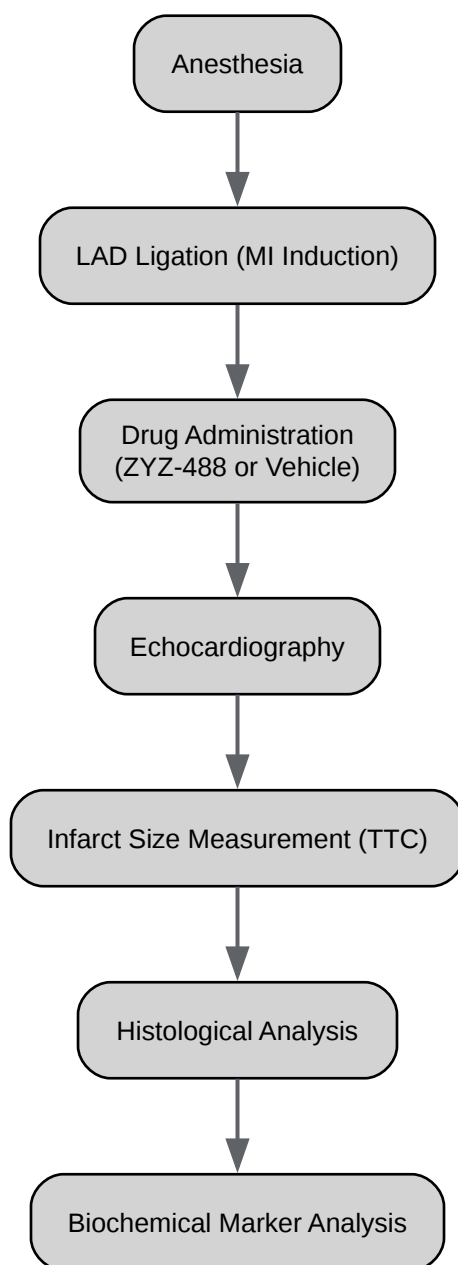 Anesthesia
LAD Ligation (MI Induction)
Drug Administration
(ZYZ-488 or Vehicle)
Echocardiography
Infarct Size Measurement (TTC)
Histological Analysis
Biochemical Marker Analysis